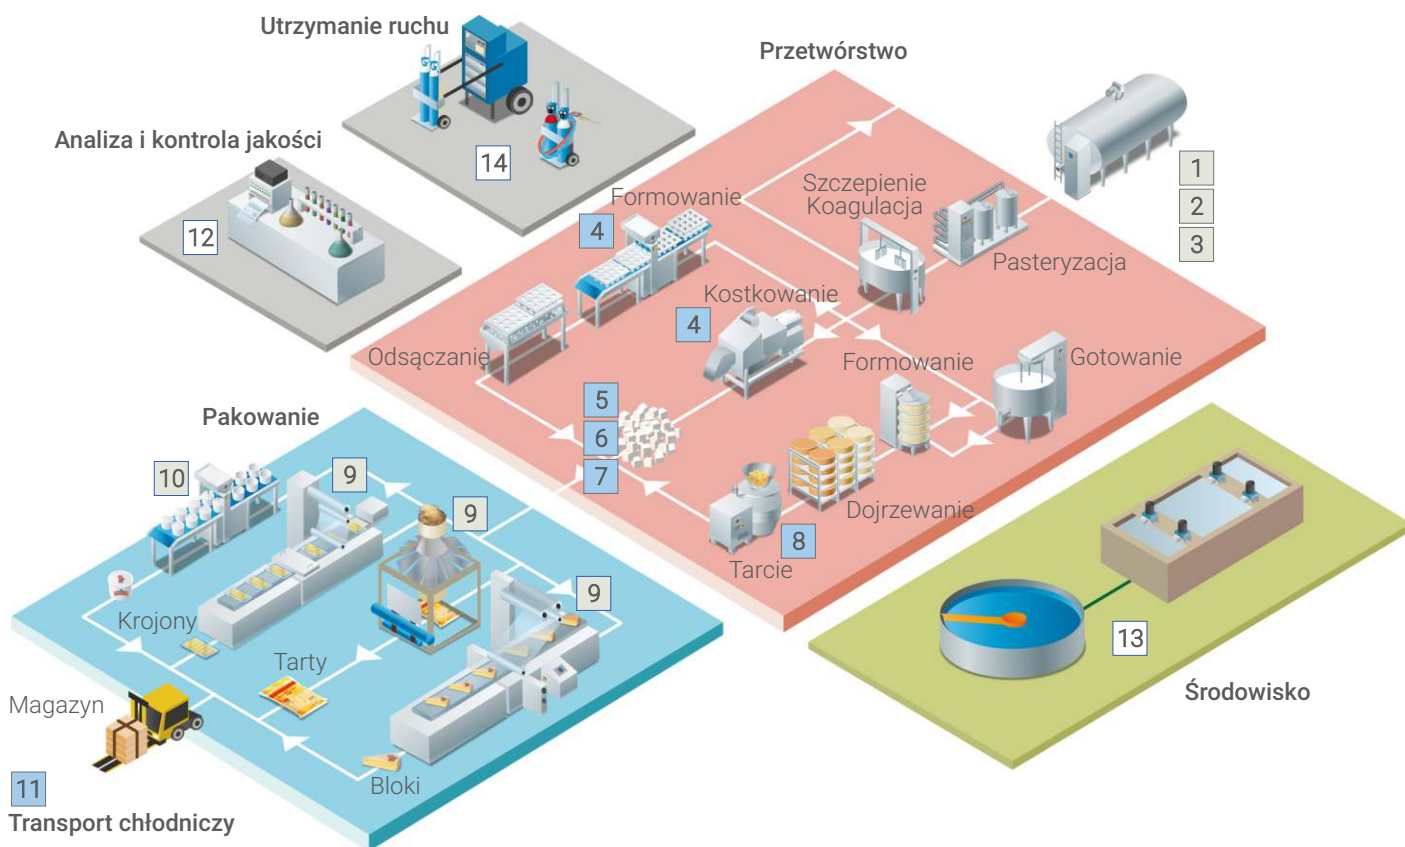 Utrzymanie ruchu
14
Analiza i kontrola jakości
12
Przetwórstwo
1
2
3
Szczepienie
Koagulacja
Pasteryzacja
Formowanie
4
Kostkowanie
4
Odsączanie
Formowanie
Gotowanie
5
6
7
Dojrzewanie
8
Tarcie
Pakowanie
10
9
9
9
Krojony
Tarty
Bloki
Magazyn
11
Transport chłodniczy
13
Środowisko